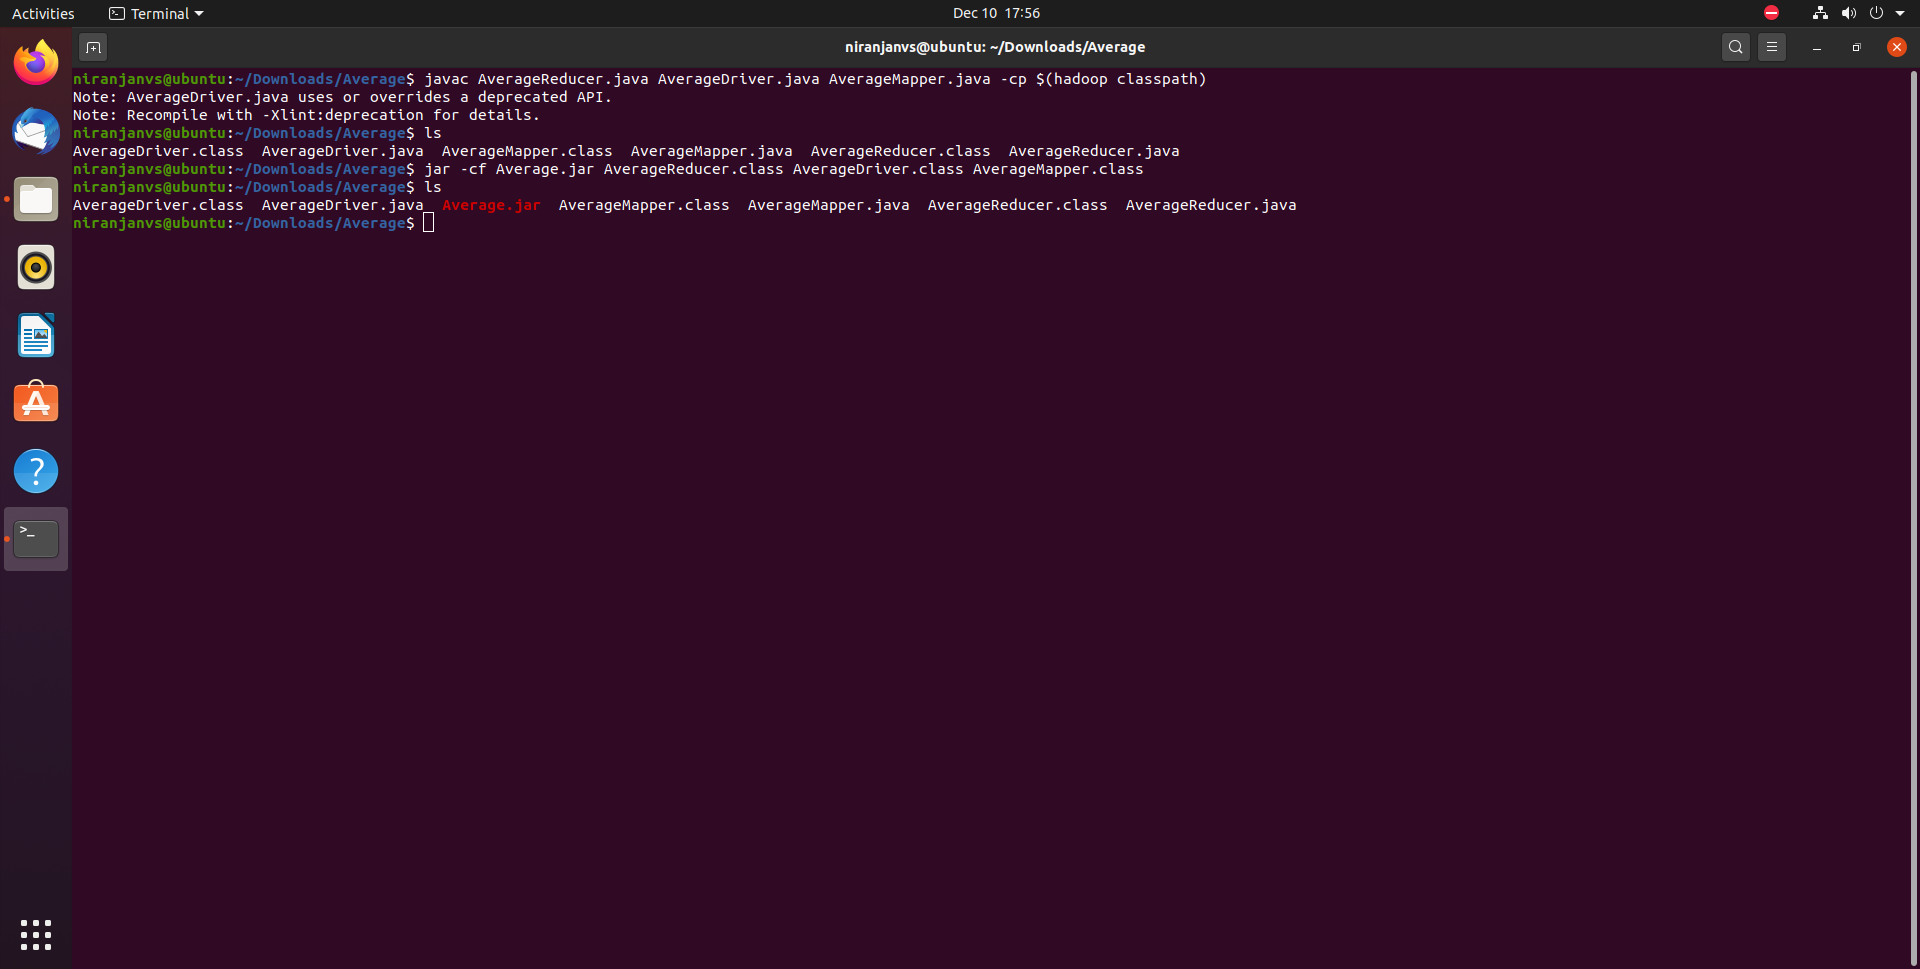 Activities Terminal Dec 10 17:56
niranjanvs@ubuntu: ~/Downloads/Average
niranjanvs@ubuntu:~/Downloads/Average$ javac AverageReducer.java AverageDriver.java AverageMapper.java -cp $(hadoop classpath)
Note: AverageDriver.java uses or overrides a deprecated API.
Note: Recompile with -Xlint:deprecation for details.
niranjanvs@ubuntu:~/Downloads/Average$ ls
AverageDriver.class  AverageDriver.java  AverageMapper.class  AverageMapper.java  AverageReducer.class  AverageReducer.java
niranjanvs@ubuntu:~/Downloads/Average$ jar -cf Average.jar AverageReducer.class AverageDriver.class AverageMapper.class
niranjanvs@ubuntu:~/Downloads/Average$ ls
AverageDriver.class  AverageDriver.java  Average.jar  AverageMapper.class  AverageMapper.java  AverageReducer.class  AverageReducer.java
niranjanvs@ubuntu:~/Downloads/Average$